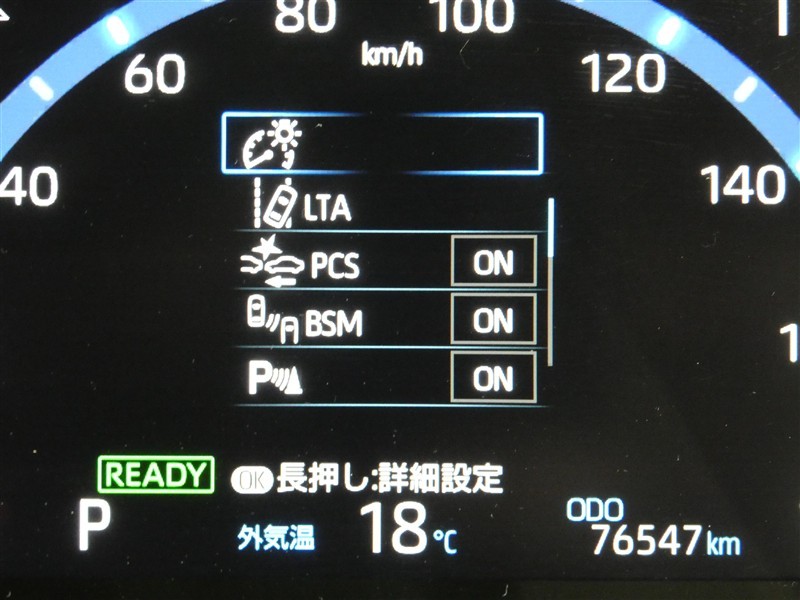 80 100
km/h
60 120
40 140
LTA
PCS ON
BSM ON
P ON
READY OK 長押し:詳細設定
P 外気温 18℃ ODO 76547km